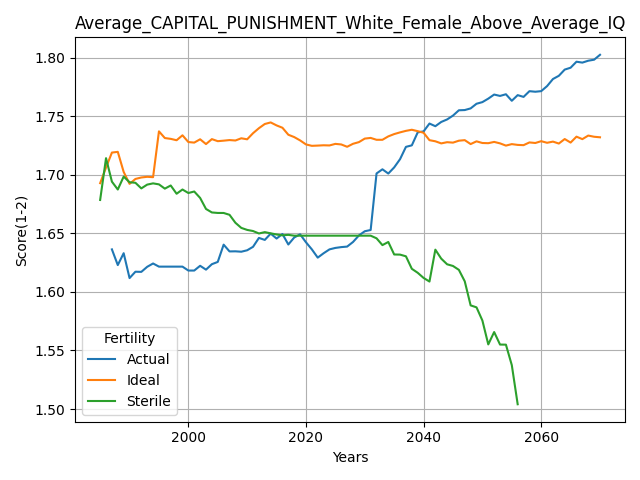 Average_CAPITAL_PUNISHMENT_White_Female_Above_Average_IQ
1.80
1.75
1.70
1.65
1.60
1.55
1.50
Score(1-2)
Fertility
Actual
Ideal
Sterile
2000
2020
2040
2060
Years